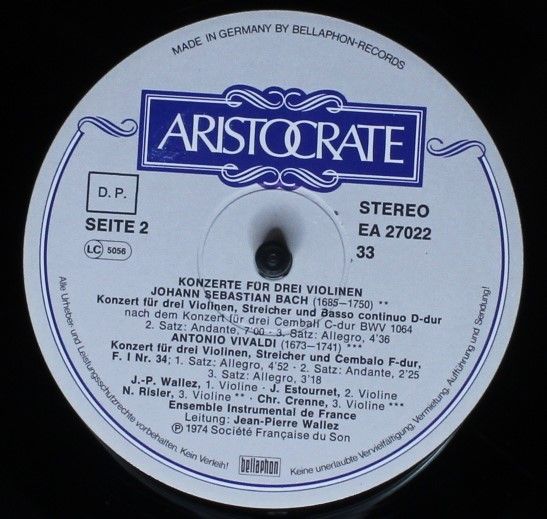 MADE IN GERMANY BY BELLAPHON-RECORDS
ARISTOCRATE
D. P.
SEITE 2
LC 5056
STEREO
EA 27022
33
KONZERTE FÜR DREI VIOLINEN
JOHANN SEBASTIAN BACH (1685–1750) **
Konzert für drei Violinen, Streicher und Basso continuo D-dur
nach dem Konzert für drei Cembali C-dur BWV 1064
2. Satz: Andante, 7'00 · 3. Satz: Allegro, 4'36
ANTONIO VIVALDI (1673–1741) ***
Konzert für drei Violinen, Streicher und Cembalo F-dur,
F. I Nr. 34; 1. Satz: Allegro, 4'52 · 2. Satz: Andante, 2'25
3. Satz: Allegro, 3'18
J.-P. Wallez, 1. Violine · J. Estournet, 2. Violine
N. Risler, 3. Violine ** · Chr. Crenne, 3. Violine ***
Ensemble Instrumental de France
Leitung: Jean-Pierre Wallez
Ⓟ 1974 Société Française du Son
bellaphon
Alle Urheber- und Leistungsschutzrechte vorbehalten. Kein Verleih!
Keine unerlaubte Vervielfältigung, Vermietung, Aufführung und Sendung!